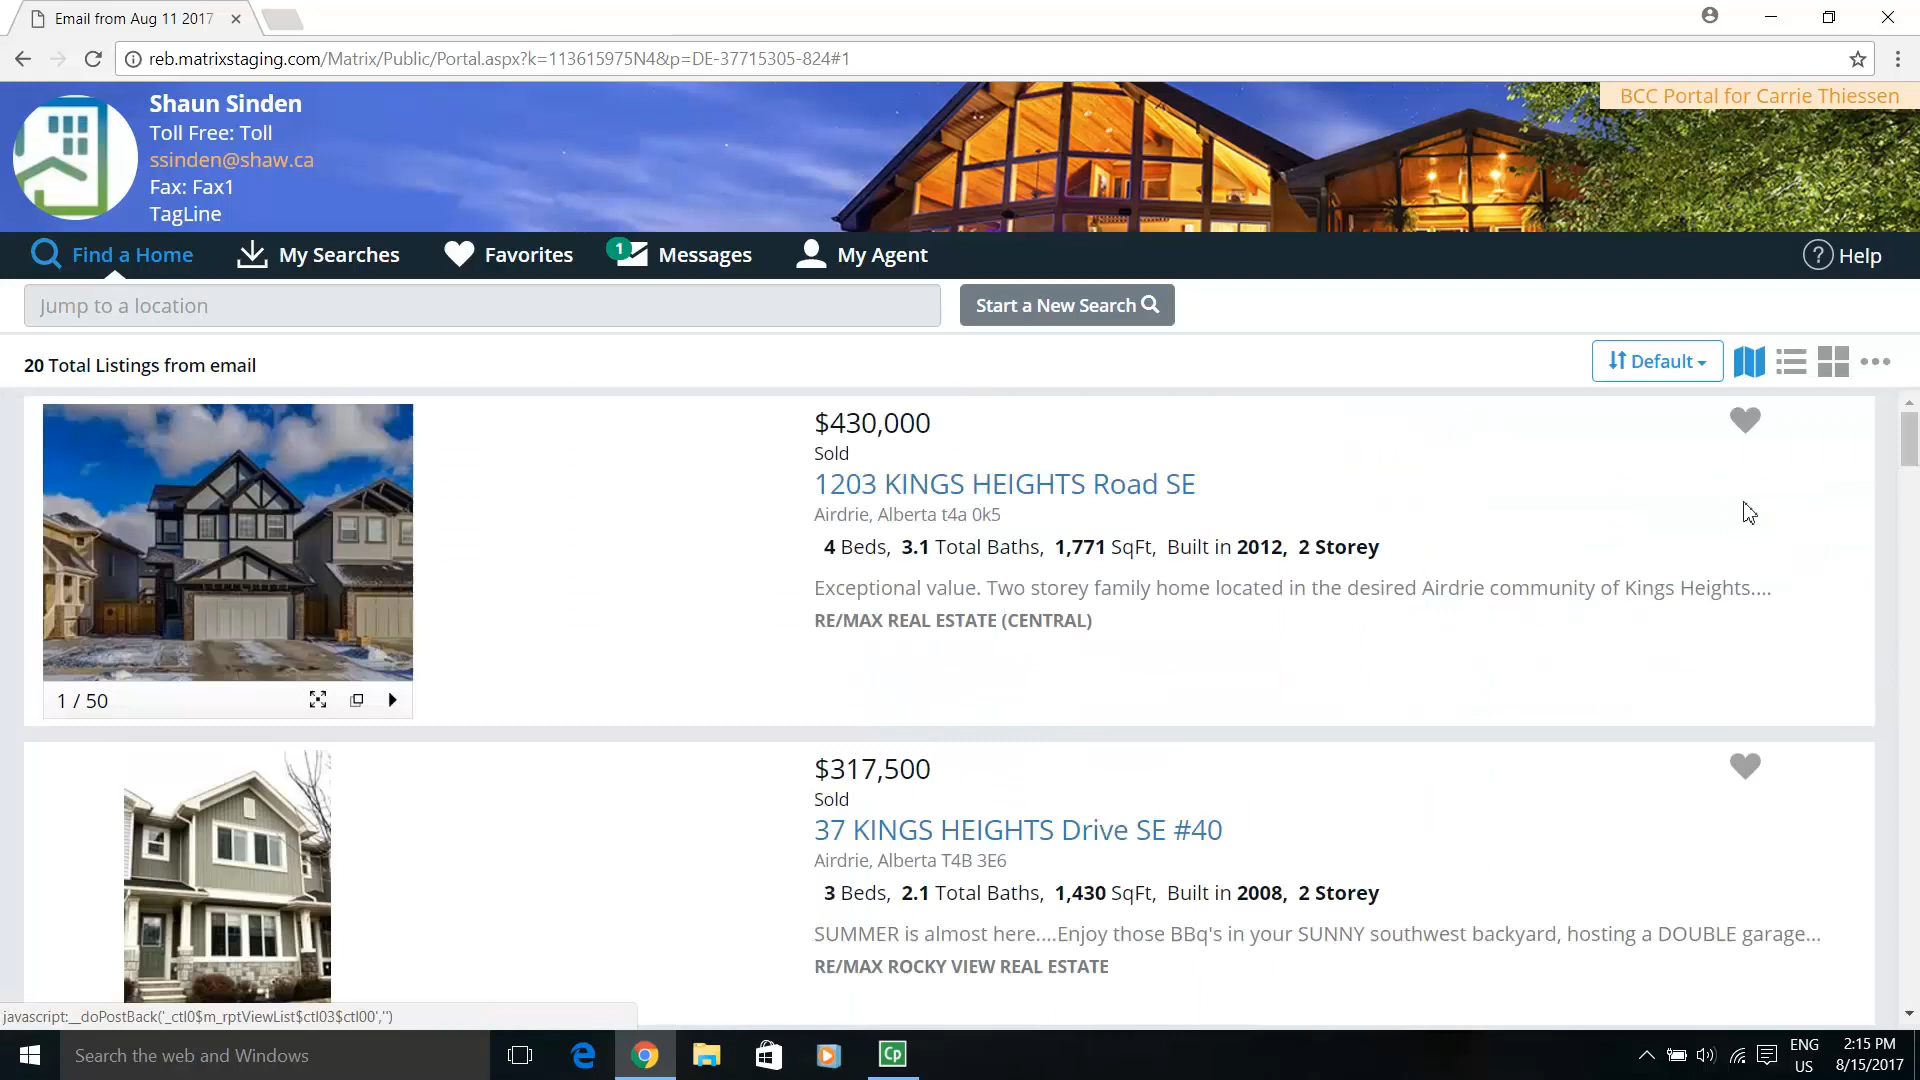 Email from Aug 11 2017
reb.matrixstaging.com/Matrix/Public/Portal.aspx?k=113615975N4&p=DE-37715305-824#1
Shaun Sinden
Toll Free: Toll
ssinden@shaw.ca
Fax: Fax1
TagLine
BCC Portal for Carrie Thiessen
Find a Home
My Searches
Favorites
1
Messages
My Agent
? Help
Jump to a location
Start a New Search
20 Total Listings from email
Default
$430,000
Sold
1203 KINGS HEIGHTS Road SE
Airdrie, Alberta t4a 0k5
4 Beds, 3.1 Total Baths, 1,771 SqFt, Built in 2012, 2 Storey
Exceptional value. Two storey family home located in the desired Airdrie community of Kings Heights....
RE/MAX REAL ESTATE (CENTRAL)
1 / 50
$317,500
Sold
37 KINGS HEIGHTS Drive SE #40
Airdrie, Alberta T4B 3E6
3 Beds, 2.1 Total Baths, 1,430 SqFt, Built in 2008, 2 Storey
SUMMER is almost here....Enjoy those BBq's in your SUNNY southwest backyard, hosting a DOUBLE garage...
RE/MAX ROCKY VIEW REAL ESTATE
javascript:__doPostBack('_ctl0$m_rptViewList$ctl03$ctl00','')
Search the web and Windows
Cp
ENG
US
2:15 PM
8/15/2017